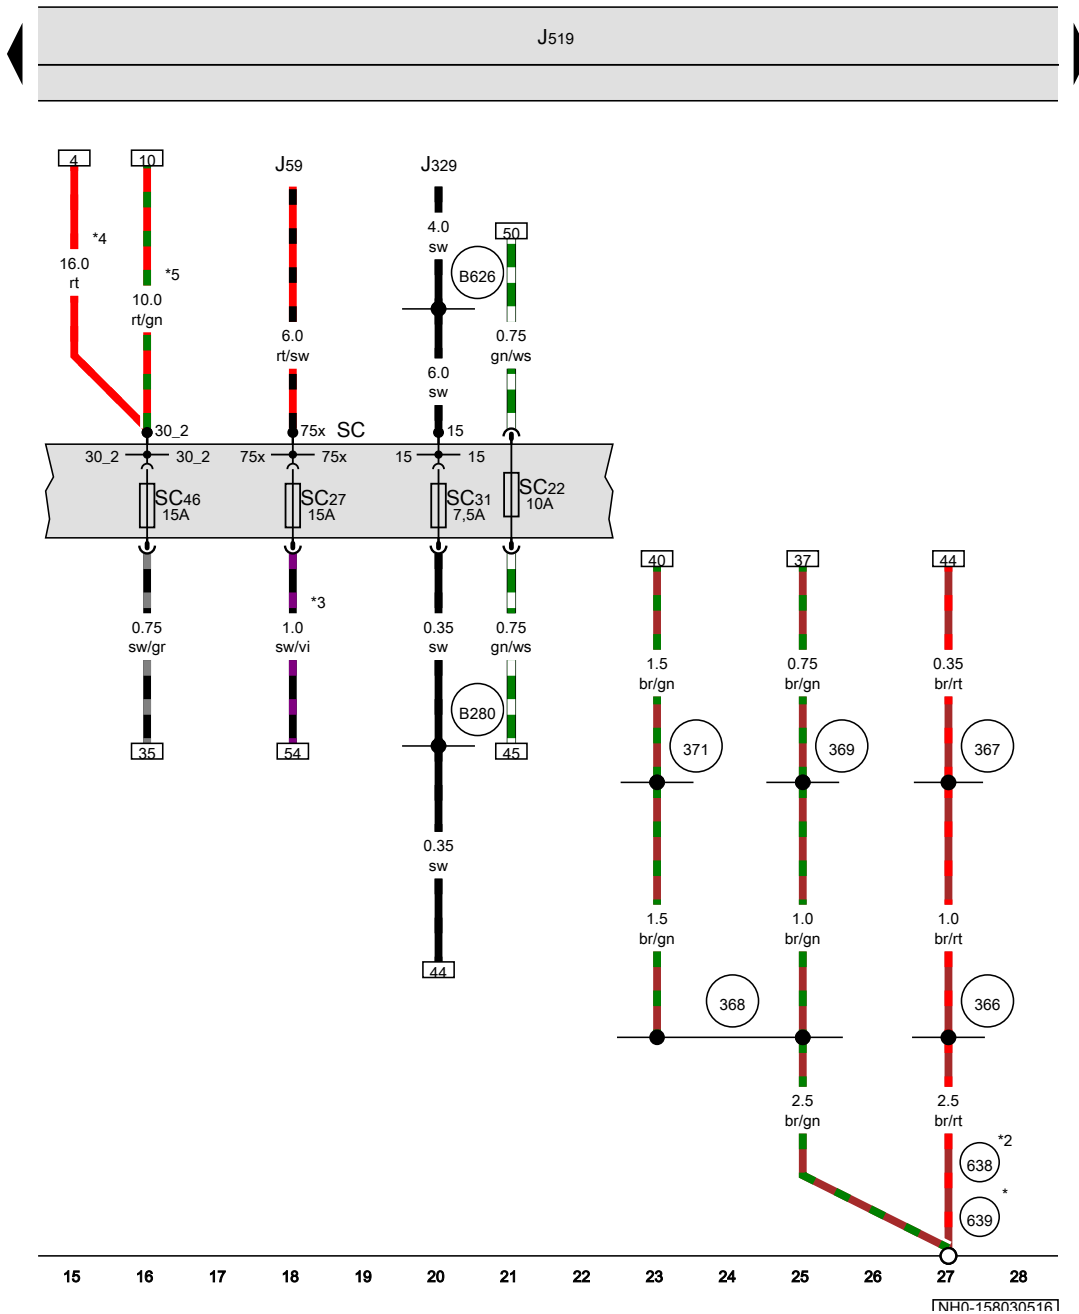 J519
4 10 J59 J329
4.0
sw
50
*4
16.0
rt
*5
B626
10.0
rt/gn
6.0
rt/sw
0.75
gn/ws
6.0
sw
30_2 75x SC 15
30_2 30_2 75x 75x 15 15
SC46
15A
SC27
15A
SC31
7,5A
SC22
10A
40 37 44
*3
0.75
sw/gr
1.0
sw/vi
0.35
sw
0.75
gn/ws
1.5
br/gn
0.75
br/gn
0.35
br/rt
B280
35 54 45
371 369 367
0.35
sw
1.5
br/gn
1.0
br/gn
1.0
br/rt
44
368 366
2.5
br/gn
2.5
br/rt
*2
638
*
639
15 16 17 18 19 20 21 22 23 24 25 26 27 28
NH0-158030516